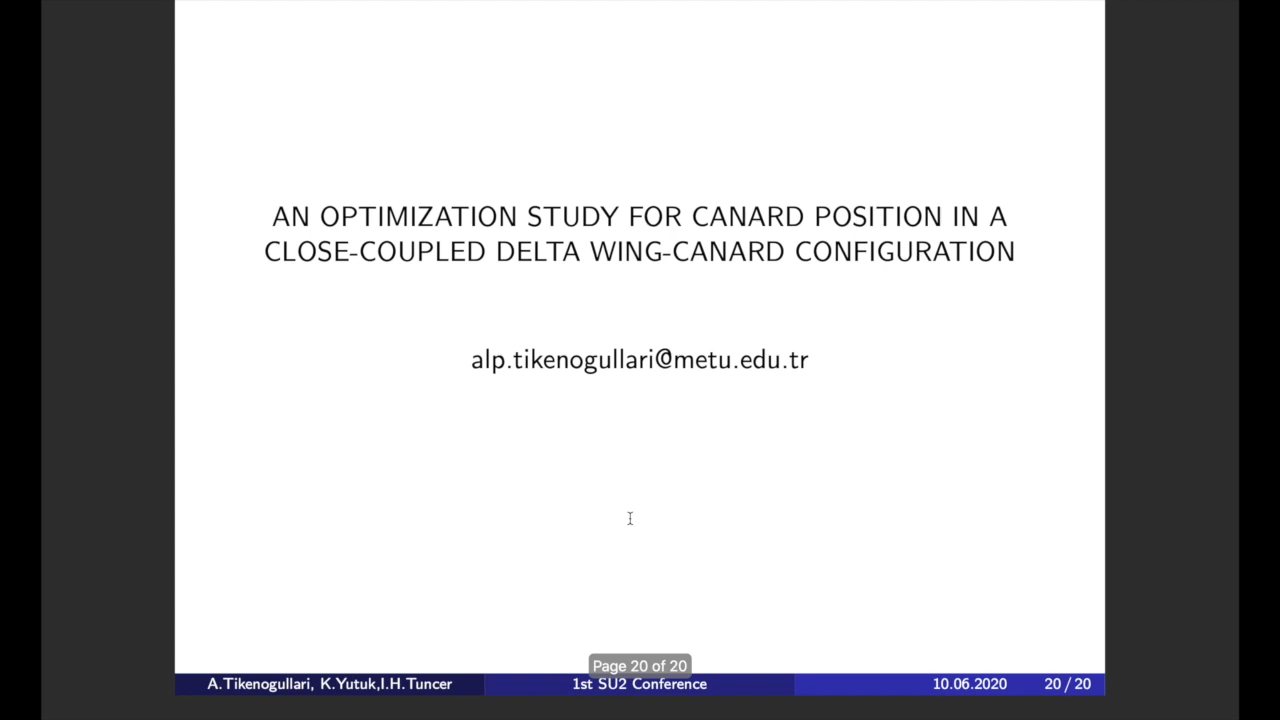 AN OPTIMIZATION STUDY FOR CANARD POSITION IN A
CLOSE-COUPLED DELTA WING-CANARD CONFIGURATION
alp.tikenogullari@metu.edu.tr
Page 20 of 20
A.Tikenogullari, K.Yutuk,I.H.Tuncer 1st SU2 Conference 10.06.2020 20 / 20